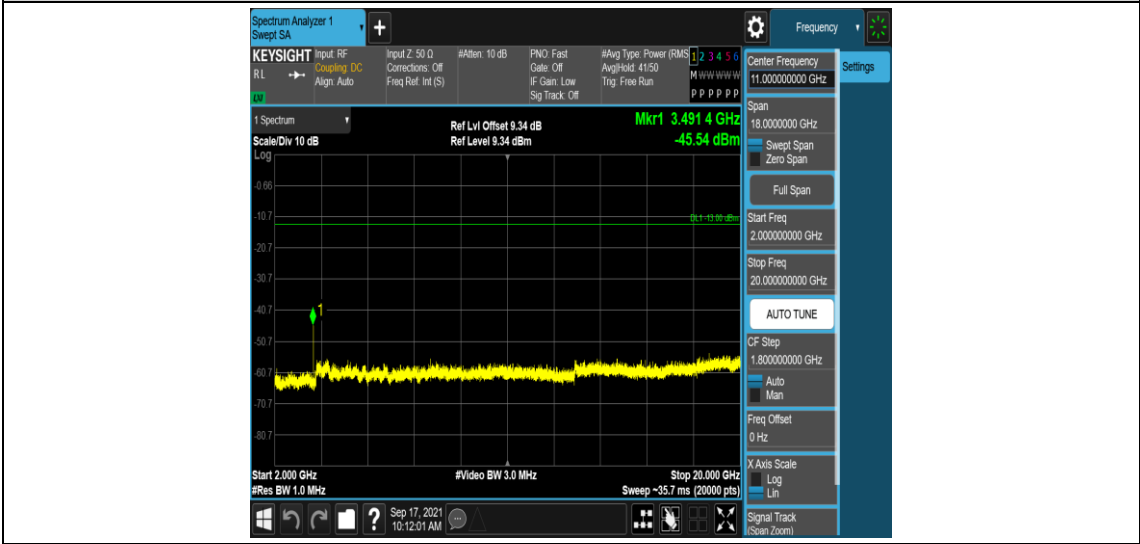 Spectrum Analyzer 1
Swept SA
+
Frequency
KEYSIGHT
RL
LXI
Input: RF
Coupling: DC
Align: Auto
Input Z: 50 Ω
Corrections: Off
Freq Ref: Int (S)
#Atten: 10 dB
PNO: Fast
Gate: Off
IF Gain: Low
Sig Track: Off
#Avg Type: Power (RMS
Avg|Hold: 41/50
Trig: Free Run
1 2 3 4 5 6
M W W W W W
P P P P P P
1 Spectrum
Scale/Div 10 dB
Log
Ref Lvl Offset 9.34 dB
Ref Level 9.34 dBm
Mkr1 3.491 4 GHz
-45.54 dBm
-0.66
-10.7
DL1 -13.00 dBm
-20.7
-30.7
-40.7
1
-50.7
-60.7
-70.7
-80.7
Start 2.000 GHz
#Video BW 3.0 MHz
Stop 20.000 GHz
#Res BW 1.0 MHz
Sweep ~35.7 ms (20000 pts)
?
Sep 17, 2021
10:12:01 AM
Settings
Center Frequency
11.000000000 GHz
Span
18.0000000 GHz
Swept Span
Zero Span
Full Span
Start Freq
2.000000000 GHz
Stop Freq
20.000000000 GHz
AUTO TUNE
CF Step
1.800000000 GHz
Auto
Man
Freq Offset
0 Hz
X Axis Scale
Log
Lin
Signal Track
(Span Zoom)